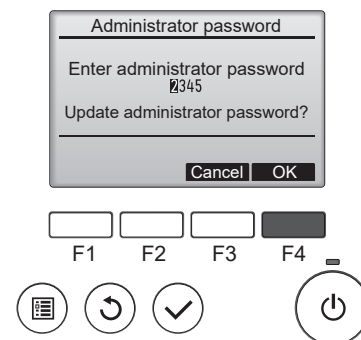 Administrator password
Enter administrator password
2345
Update administrator password?
Cancel OK
F1 F2 F3 F4